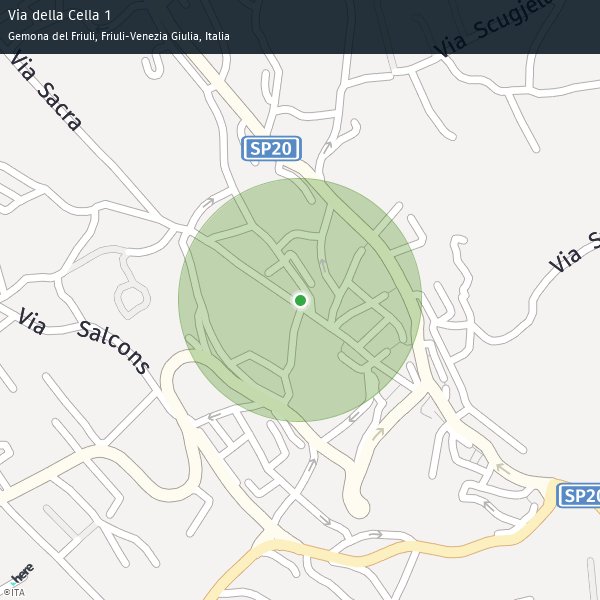 Via della Cella 1
Gemona del Friuli, Friuli-Venezia Giulia, Italia
Via Scugjela
Via Sacra
SP20
Via S
Via Salcons
SP20
here
©ITA